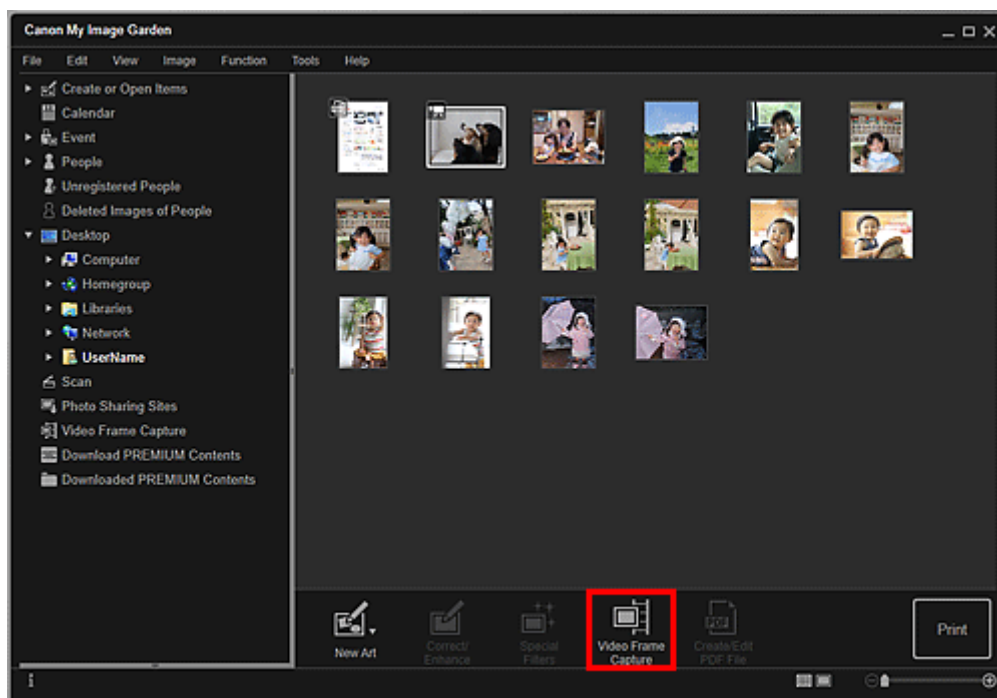 Canon My Image Garden
File Edit View Image Function Tools Help
Create or Open Items
Calendar
Event
People
Unregistered People
Deleted Images of People
Desktop
Computer
Homegroup
Libraries
Network
UserName
Scan
Photo Sharing Sites
Video Frame Capture
Download PREMIUM Contents
Downloaded PREMIUM Contents
New Art
Correct/
Enhance
Special
Filters
Video Frame
Capture
PDF
Create/Edit
PDF File
Print